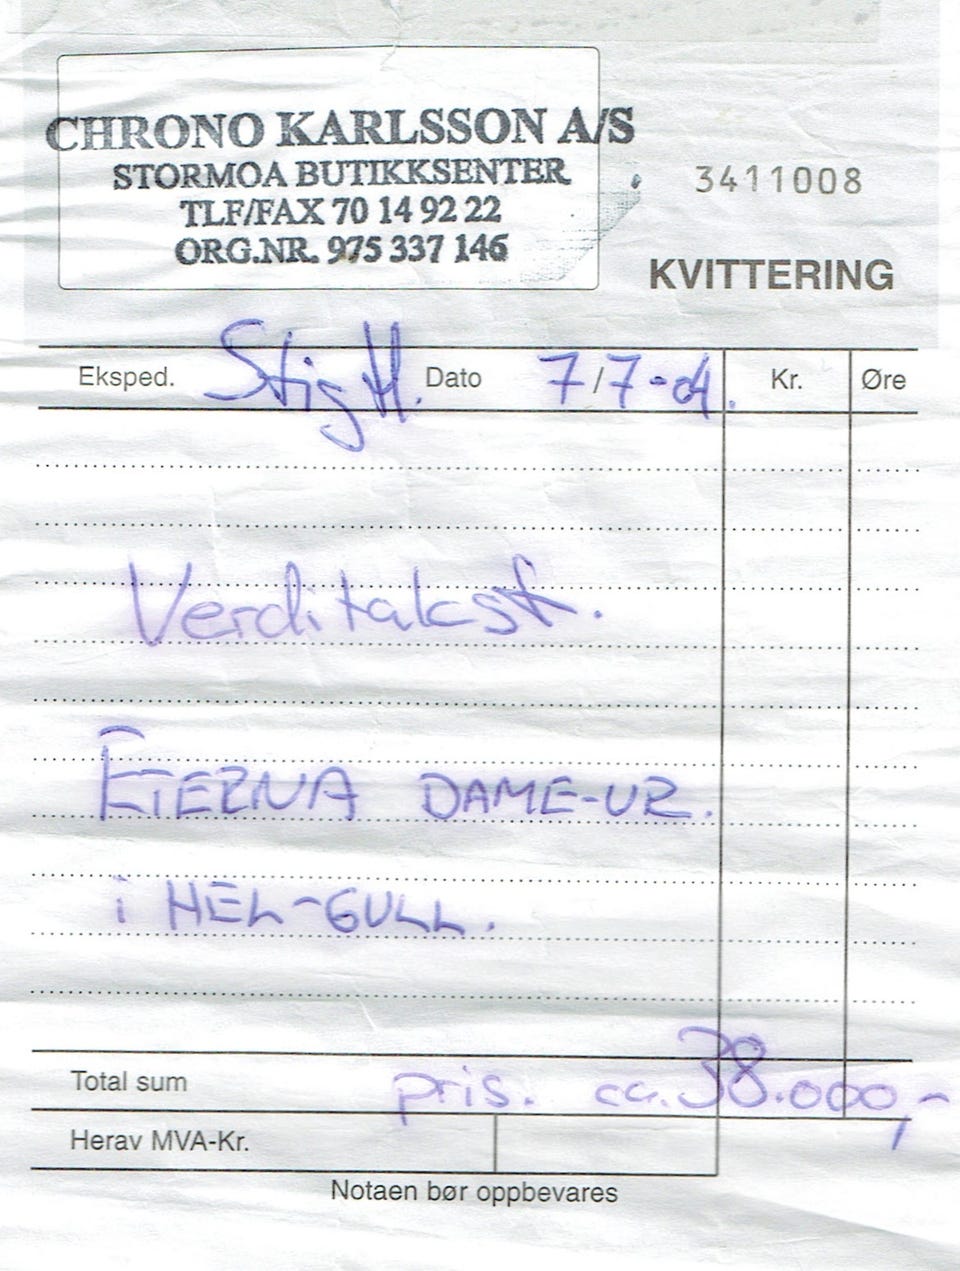 CHRONO KARLSSON A/S
STORMOA BUTIKKSENTER
TLF/FAX 70 14 92 22
ORG.NR. 975 337 146
3411008
KVITTERING
Eksped. Stig H. Dato 7/7-04. Kr. Øre
Verditakst.
ETERNA DAME-UR.
i HEL-GULL.
Total sum pris. ca. 38.000,-
Herav MVA-Kr.
Notaen bør oppbevares